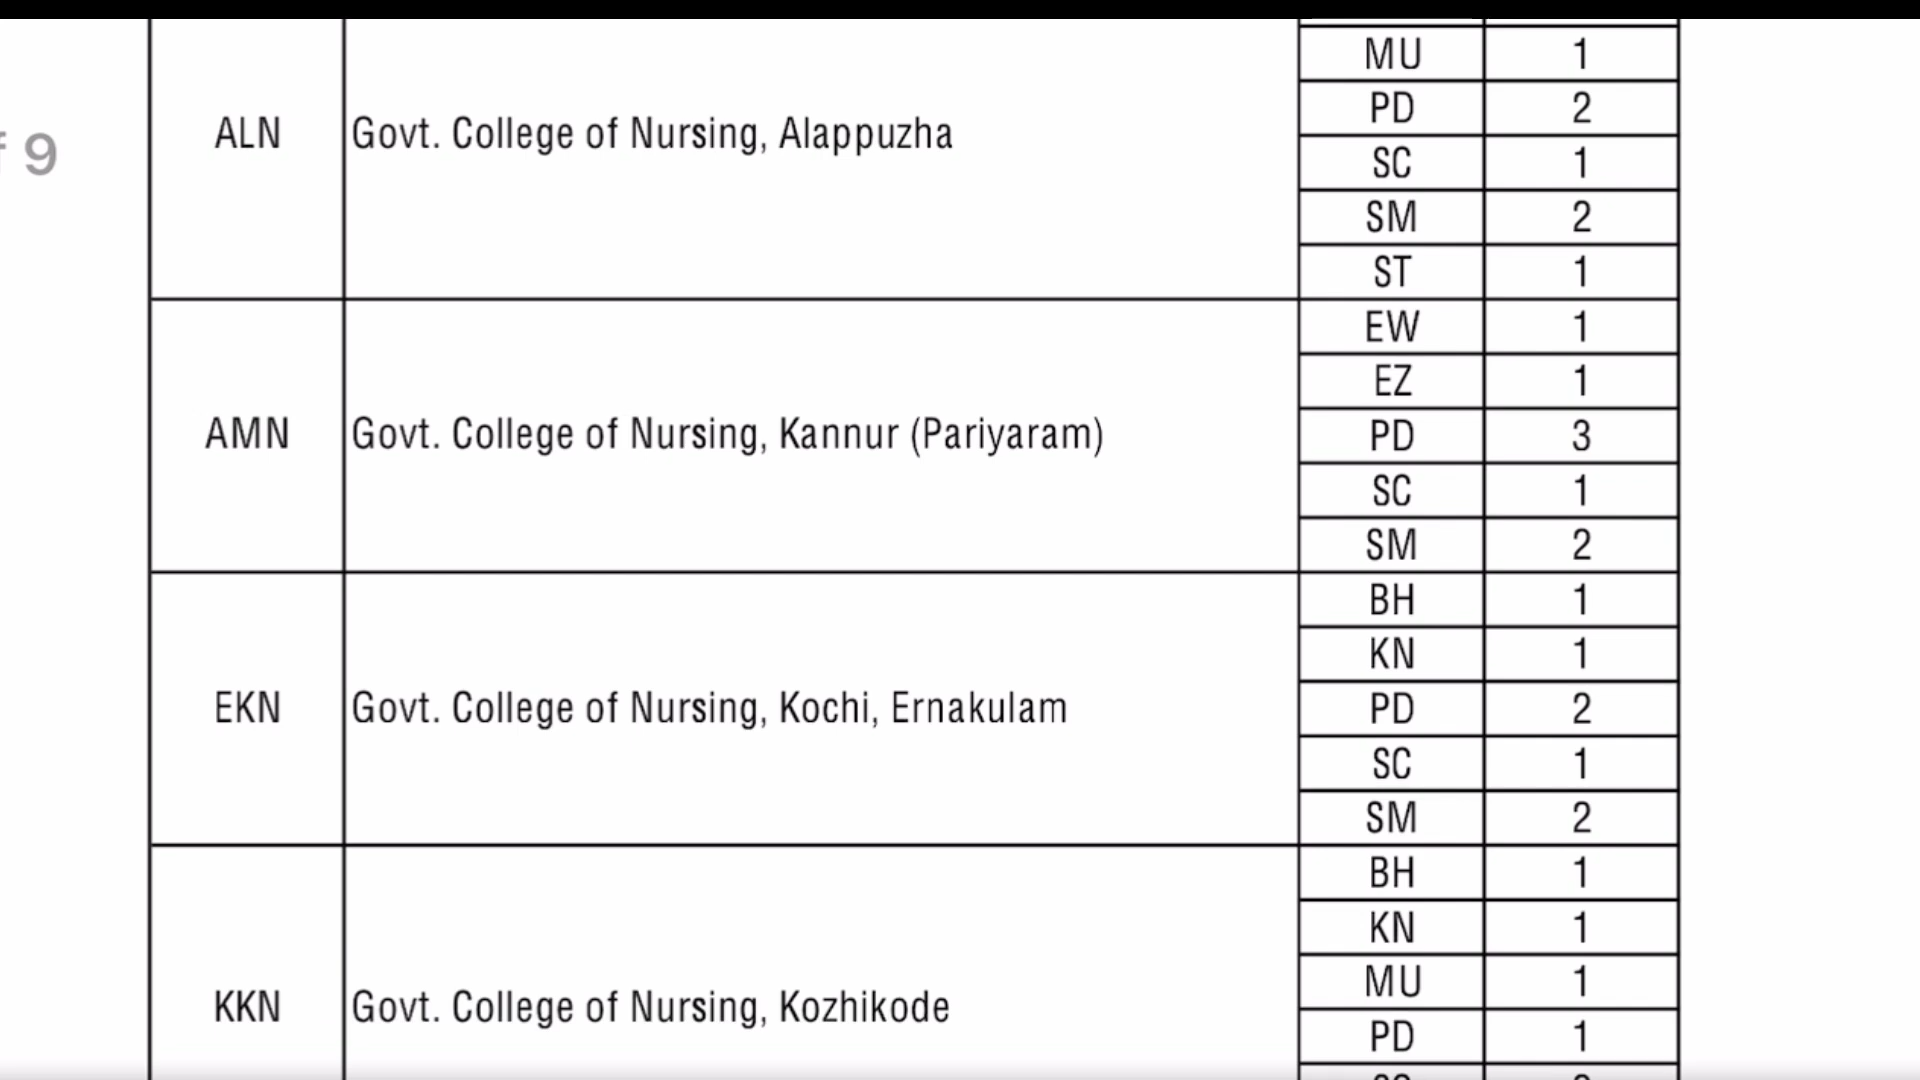 f 9
MU 1
PD 2
ALN Govt. College of Nursing, Alappuzha
SC 1
SM 2
ST 1
EW 1
EZ 1
AMN Govt. College of Nursing, Kannur (Pariyaram) PD 3
SC 1
SM 2
BH 1
KN 1
EKN Govt. College of Nursing, Kochi, Ernakulam PD 2
SC 1
SM 2
BH 1
KN 1
MU 1
KKN Govt. College of Nursing, Kozhikode
PD 1